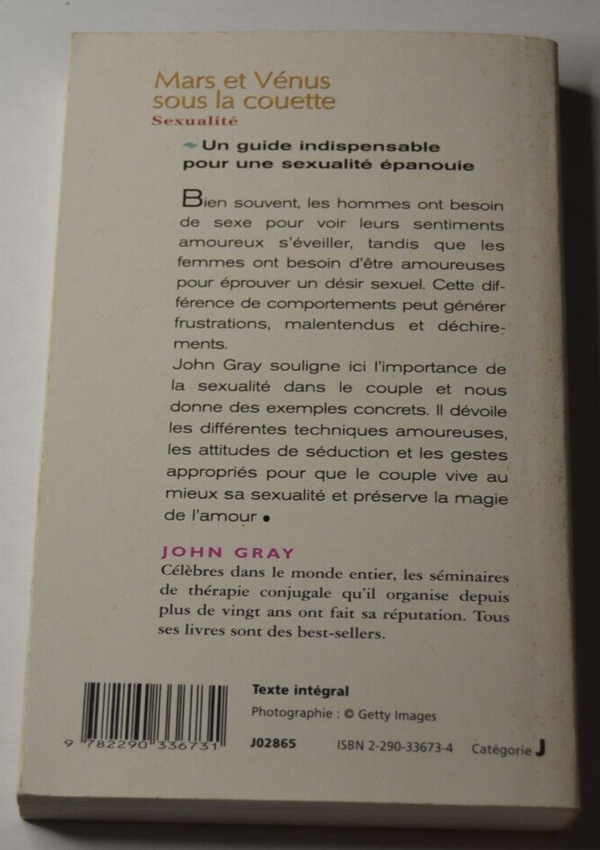 Mars et Vénus
sous la couette
Sexualité
Un guide indispensable
pour une sexualité épanouie
Bien souvent, les hommes ont besoin
de sexe pour voir leurs sentiments
amoureux s'éveiller, tandis que les
femmes ont besoin d'être amoureuses
pour éprouver un désir sexuel. Cette dif-
férence de comportements peut générer
frustrations, malentendus et déchire-
ments.
John Gray souligne ici l'importance de
la sexualité dans le couple et nous
donne des exemples concrets. Il dévoile
les différentes techniques amoureuses,
les attitudes de séduction et les gestes
appropriés pour que le couple vive au
mieux sa sexualité et préserve la magie
de l'amour •
JOHN GRAY
Célèbres dans le monde entier, les séminaires
de thérapie conjugale qu'il organise depuis
plus de vingt ans ont fait sa réputation. Tous
ses livres sont des best-sellers.
Texte intégral
Photographie : © Getty Images
9 782290 336731
J02865 ISBN 2-290-33673-4 Catégorie J